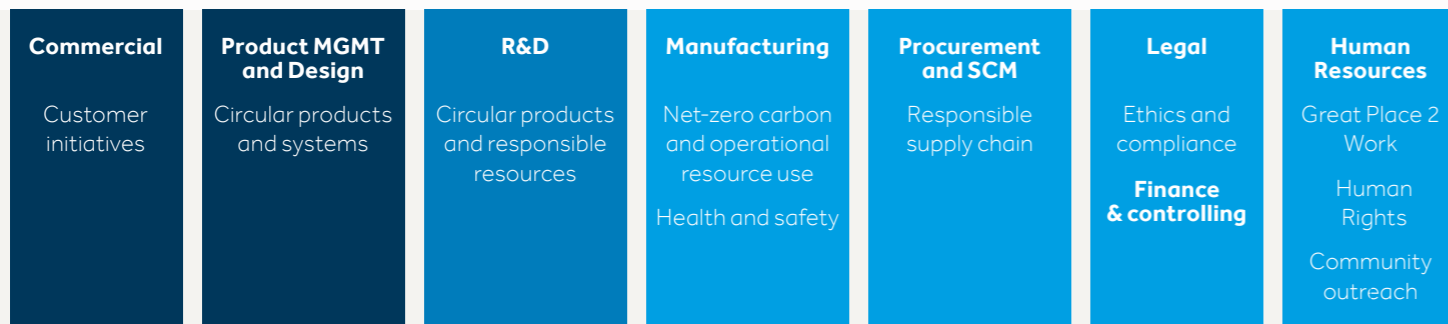 Commercial
Customer
initiatives
Product MGMT
and Design
Circular products
and systems
R&D
Circular products
and responsible
resources
Manufacturing
Net-zero carbon
and operational
resource use
Health and safety
Procurement
and SCM
Responsible
supply chain
Legal
Ethics and
compliance
Finance
& controlling
Human
Resources
Great Place 2
Work
Human
Rights
Community
outreach